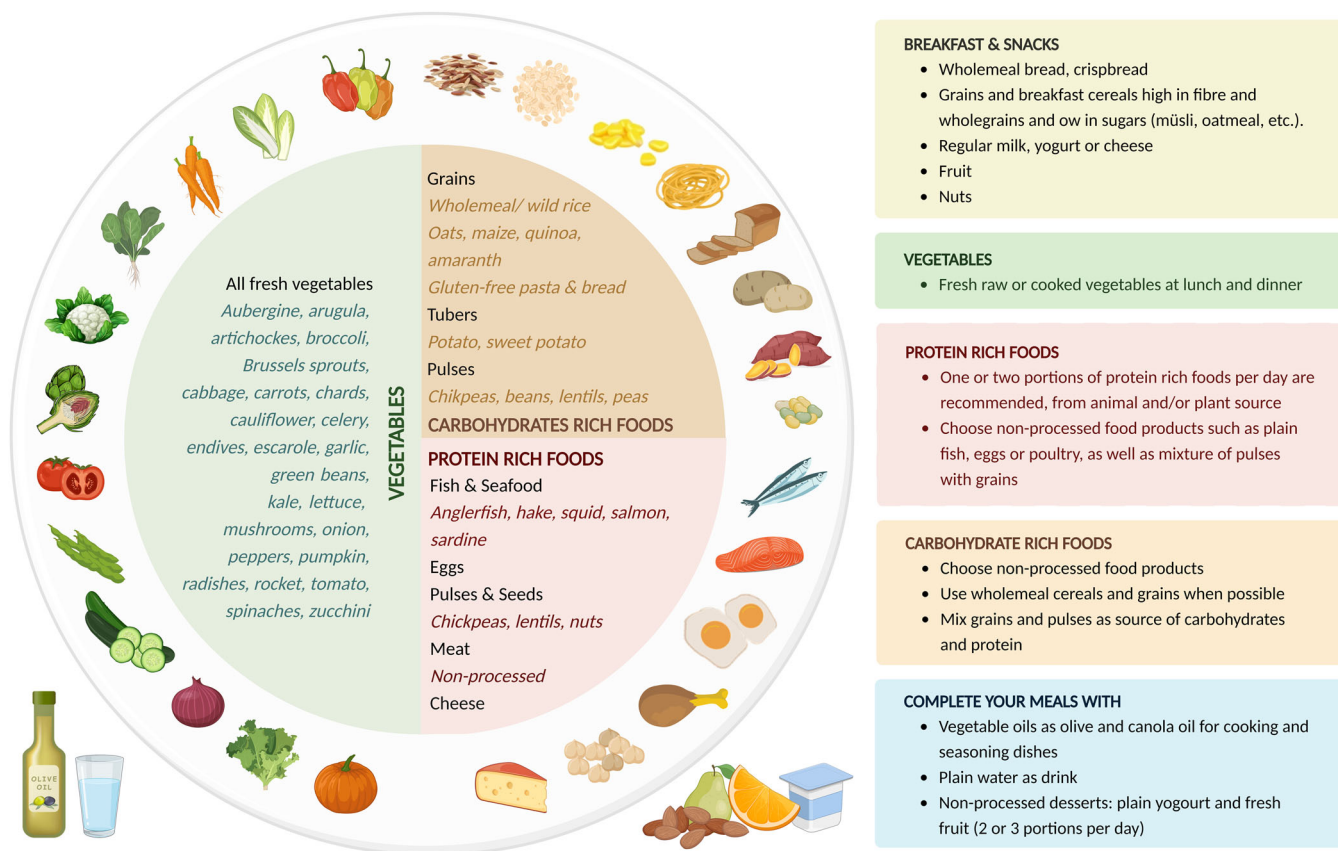 All fresh vegetables
Aubergine, arugula,
artichockes, broccoli,
Brussels sprouts,
cabbage, carrots, chards,
cauliflower, celery,
endives, escarole, garlic,
green beans,
kale, lettuce,
mushrooms, onion,
peppers, pumpkin,
radishes, rocket, tomato,
spinaches, zucchini
VEGETABLES
Grains
Wholemeal/ wild rice
Oats, maize, quinoa,
amaranth
Gluten-free pasta & bread
Tubers
Potato, sweet potato
Pulses
Chikpeas, beans, lentils, peas
CARBOHYDRATES RICH FOODS
PROTEIN RICH FOODS
Fish & Seafood
Anglerfish, hake, squid, salmon,
sardine
Eggs
Pulses & Seeds
Chickpeas, lentils, nuts
Meat
Non-processed
Cheese
OLIVE
OIL
BREAKFAST & SNACKS
• Wholemeal bread, crispbread
• Grains and breakfast cereals high in fibre and
wholegrains and ow in sugars (müsli, oatmeal, etc.).
• Regular milk, yogurt or cheese
• Fruit
• Nuts
VEGETABLES
• Fresh raw or cooked vegetables at lunch and dinner
PROTEIN RICH FOODS
• One or two portions of protein rich foods per day are
recommended, from animal and/or plant source
• Choose non-processed food products such as plain
fish, eggs or poultry, as well as mixture of pulses
with grains
CARBOHYDRATE RICH FOODS
• Choose non-processed food products
• Use wholemeal cereals and grains when possible
• Mix grains and pulses as source of carbohydrates
and protein
COMPLETE YOUR MEALS WITH
• Vegetable oils as olive and canola oil for cooking and
seasoning dishes
• Plain water as drink
• Non-processed desserts: plain yogourt and fresh
fruit (2 or 3 portions per day)